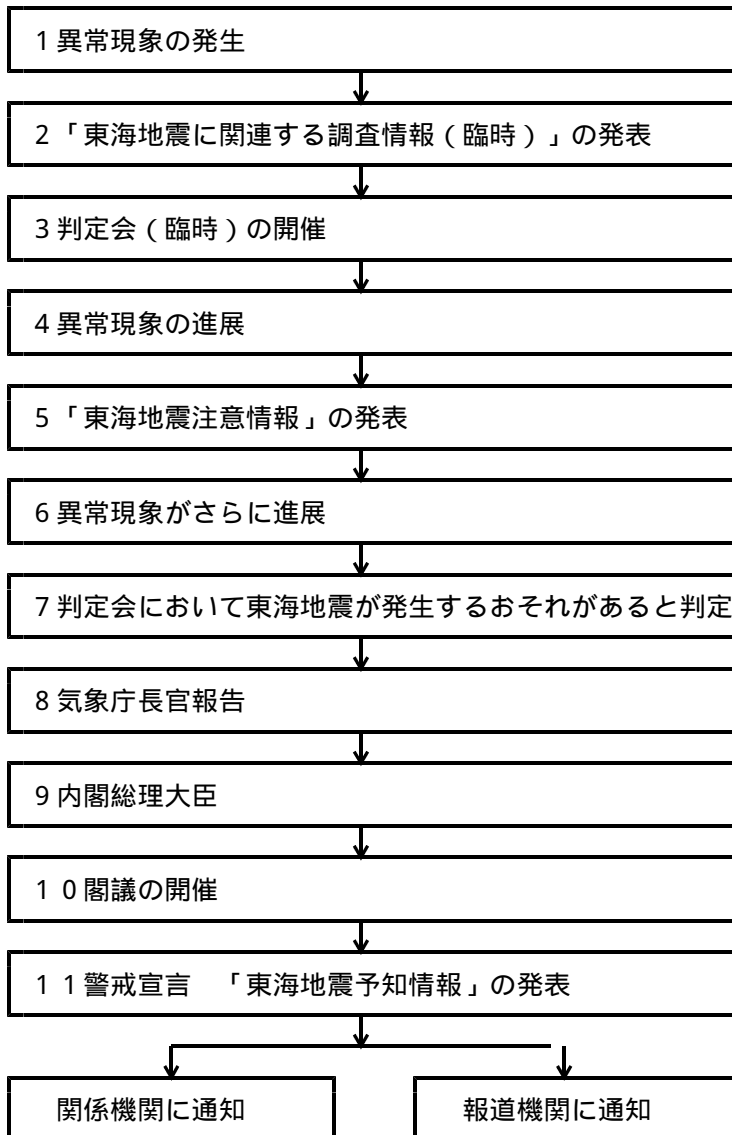 1異常現象の発生
2「東海地震に関連する調査情報(臨時)」の発表
3判定会(臨時)の開催
4異常現象の進展
5「東海地震注意情報」の発表
6異常現象がさらに進展
7判定会において東海地震が発生するおそれがあると判定
8気象庁長官報告
9内閣総理大臣
10閣議の開催
11警戒宣言 「東海地震予知情報」の発表
関係機関に通知
報道機関に通知